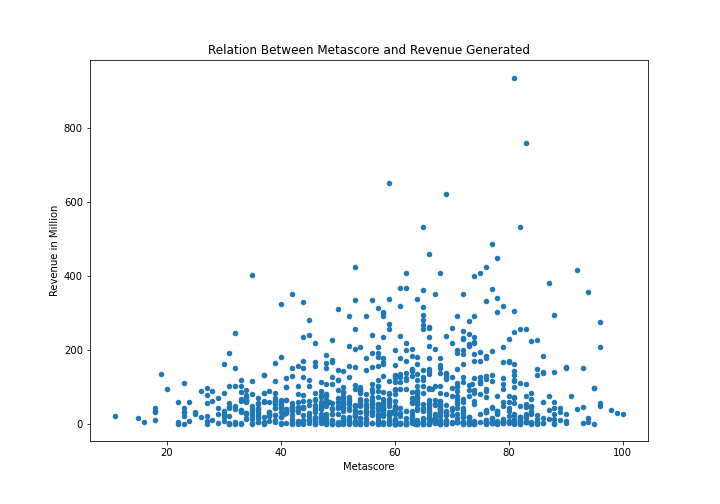 Relation Between Metascore and Revenue Generated
Revenue in Million
800
600
400
200
0
20 40 60 80 100
Metascore